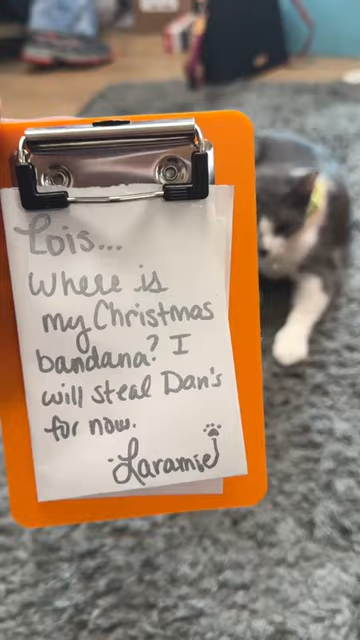 Lois...
Where is
my Christmas
bandana? I
will steal Dan's
for now.
Laramie